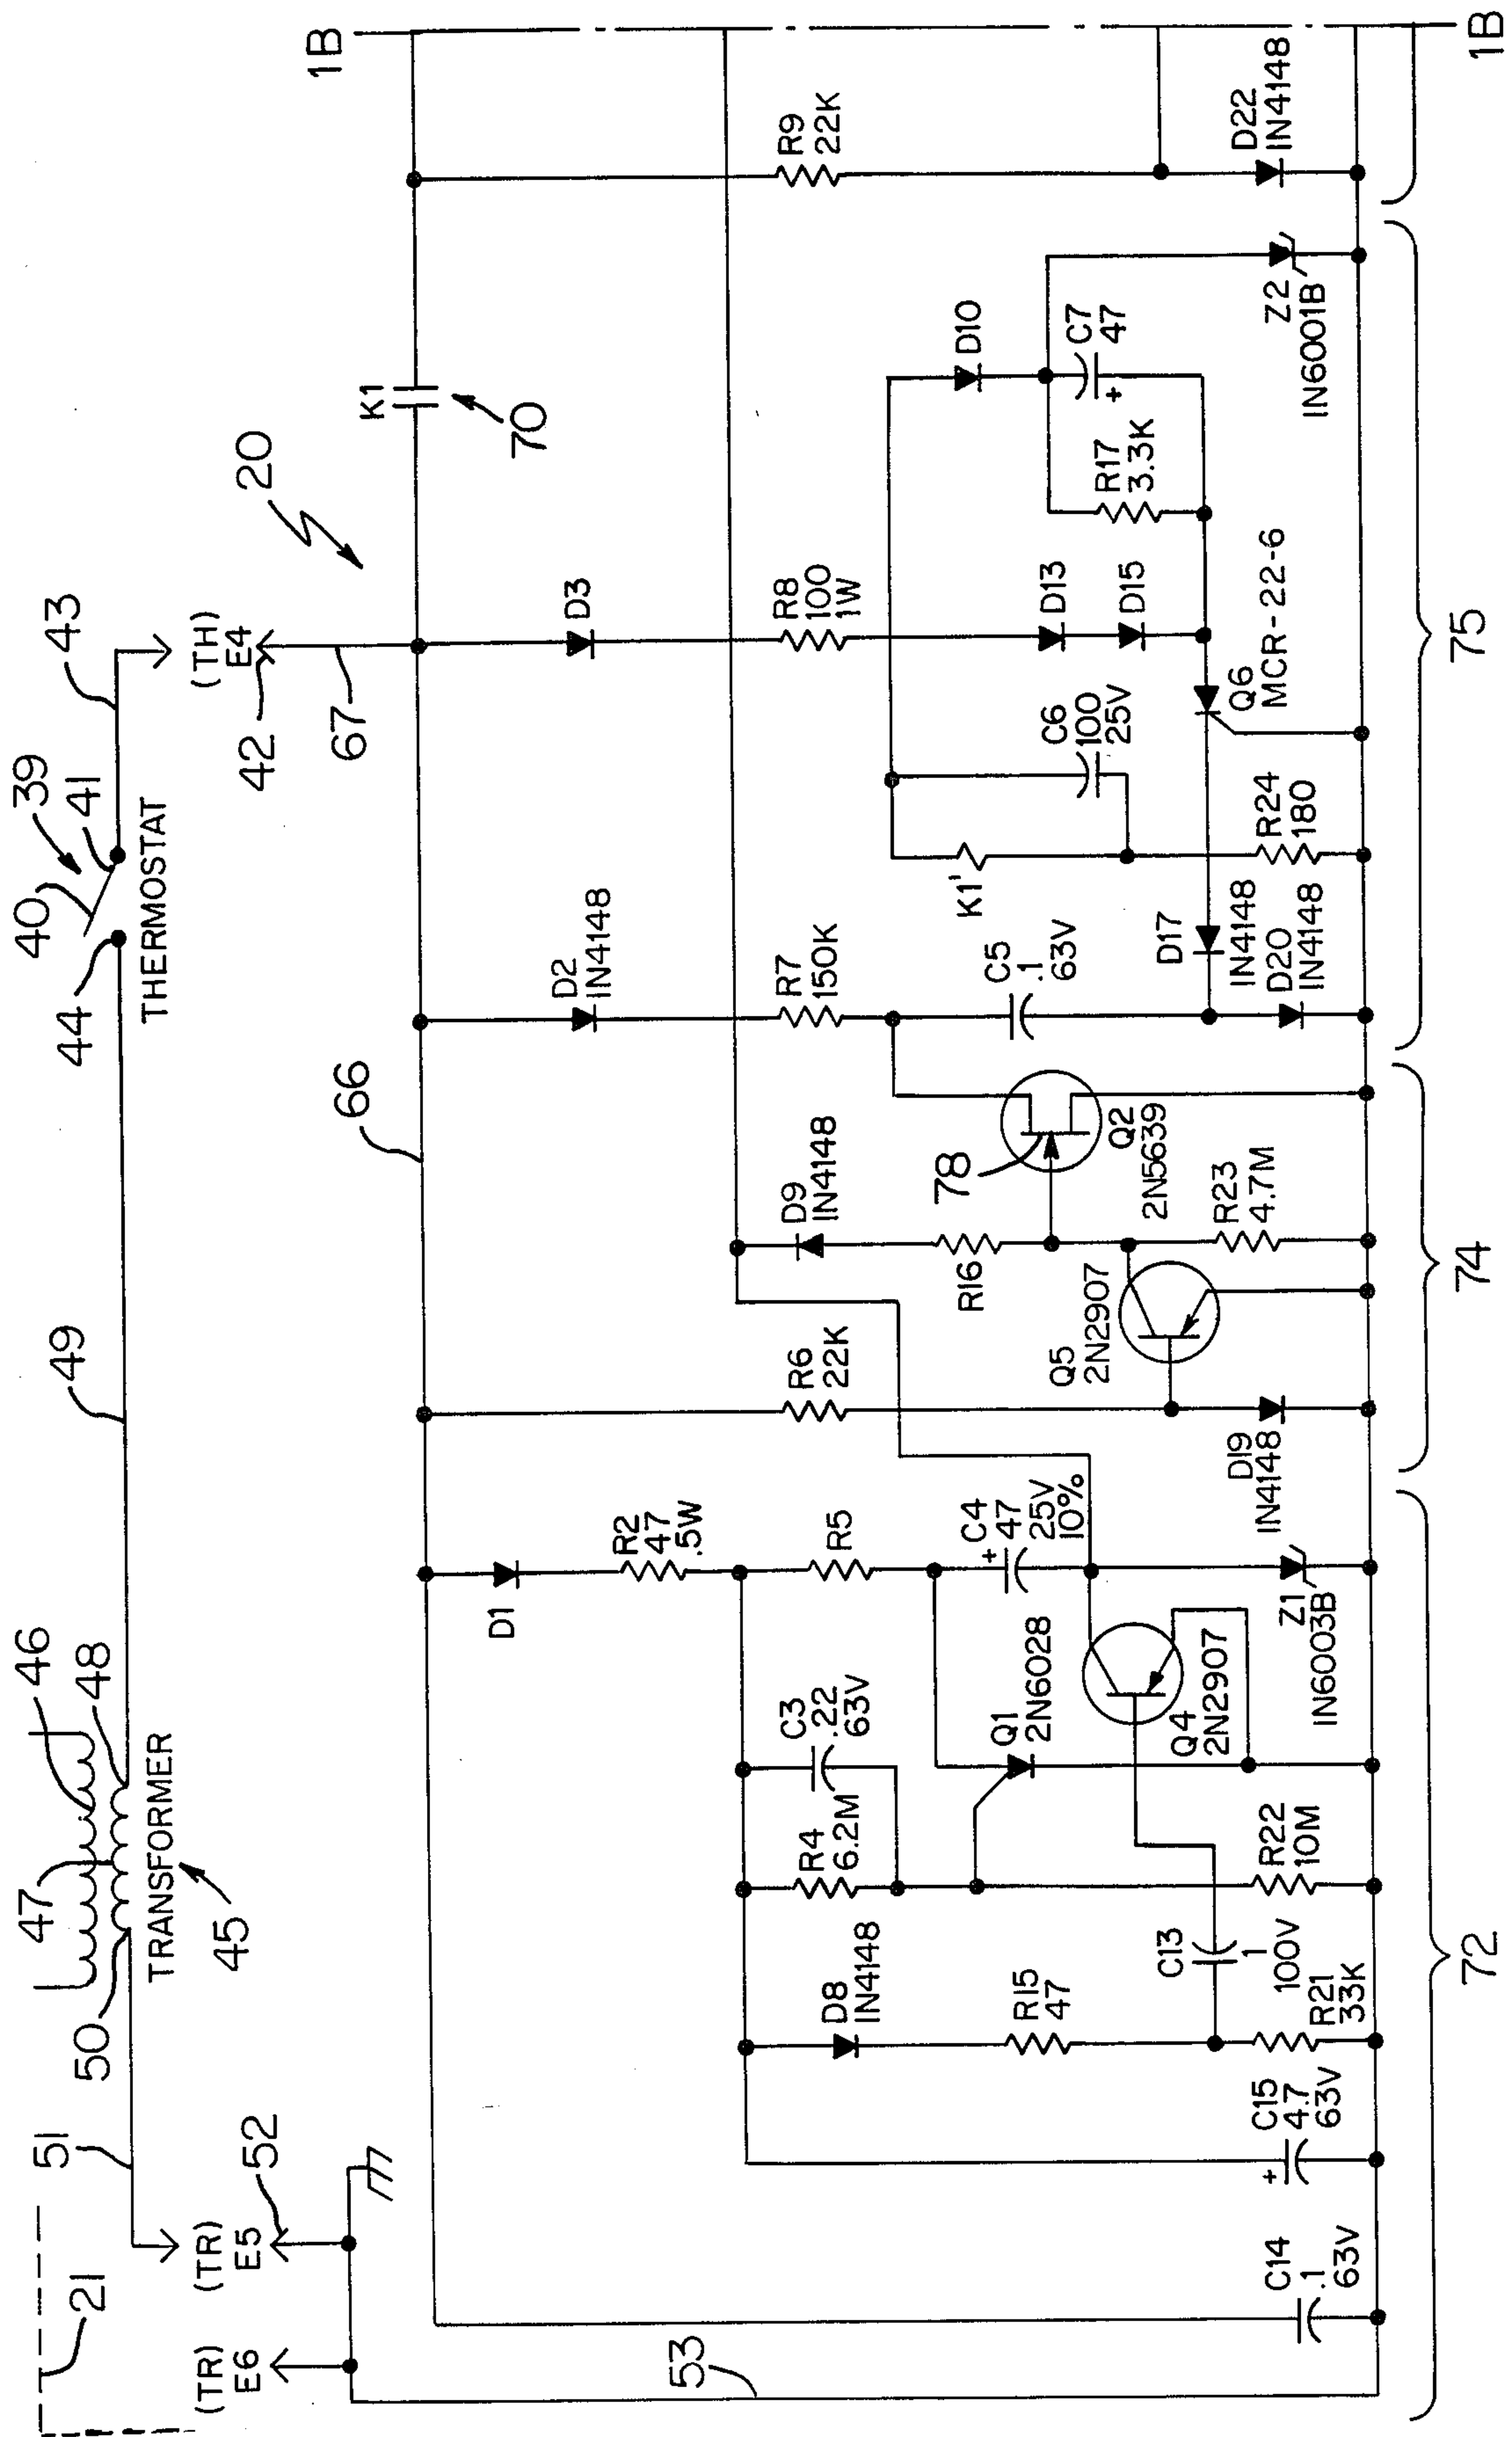 21
51
50
47
46
48
49
44
40
39
41
43
TRANSFORMER
45
THERMOSTAT
(TR)
E6
(TR)
E5
52
(TH)
E4
42
67
20
66
K1
70
1B
53
D1
R2
47
.5W
R5
C4
47
25V
10%
C3
.22
63V
R4
6.2M
Q1
2N6028
Q4
2N2907
Z1
IN6003B
R22
10M
D8
IN4148
R15
47
C13
1
100V
R21
33K
C15
4.7
63V
+
C14
.1
63V
+
72
R6
22K
D19
IN4148
Q5
2N2907
D9
IN4148
R16
R23
4.7M
78
Q2
2N5639
74
D2
IN4148
R7
150K
C5
.1
63V
D17
IN4148
D20
IN4148
K1'
C6
100
25V
R24
180
D3
R8
100
1W
D13
D15
Q6
MCR-22-6
R17
3.3K
D10
C7
47
+
Z2
IN6001B
75
R9
22K
D22
IN4148
1B